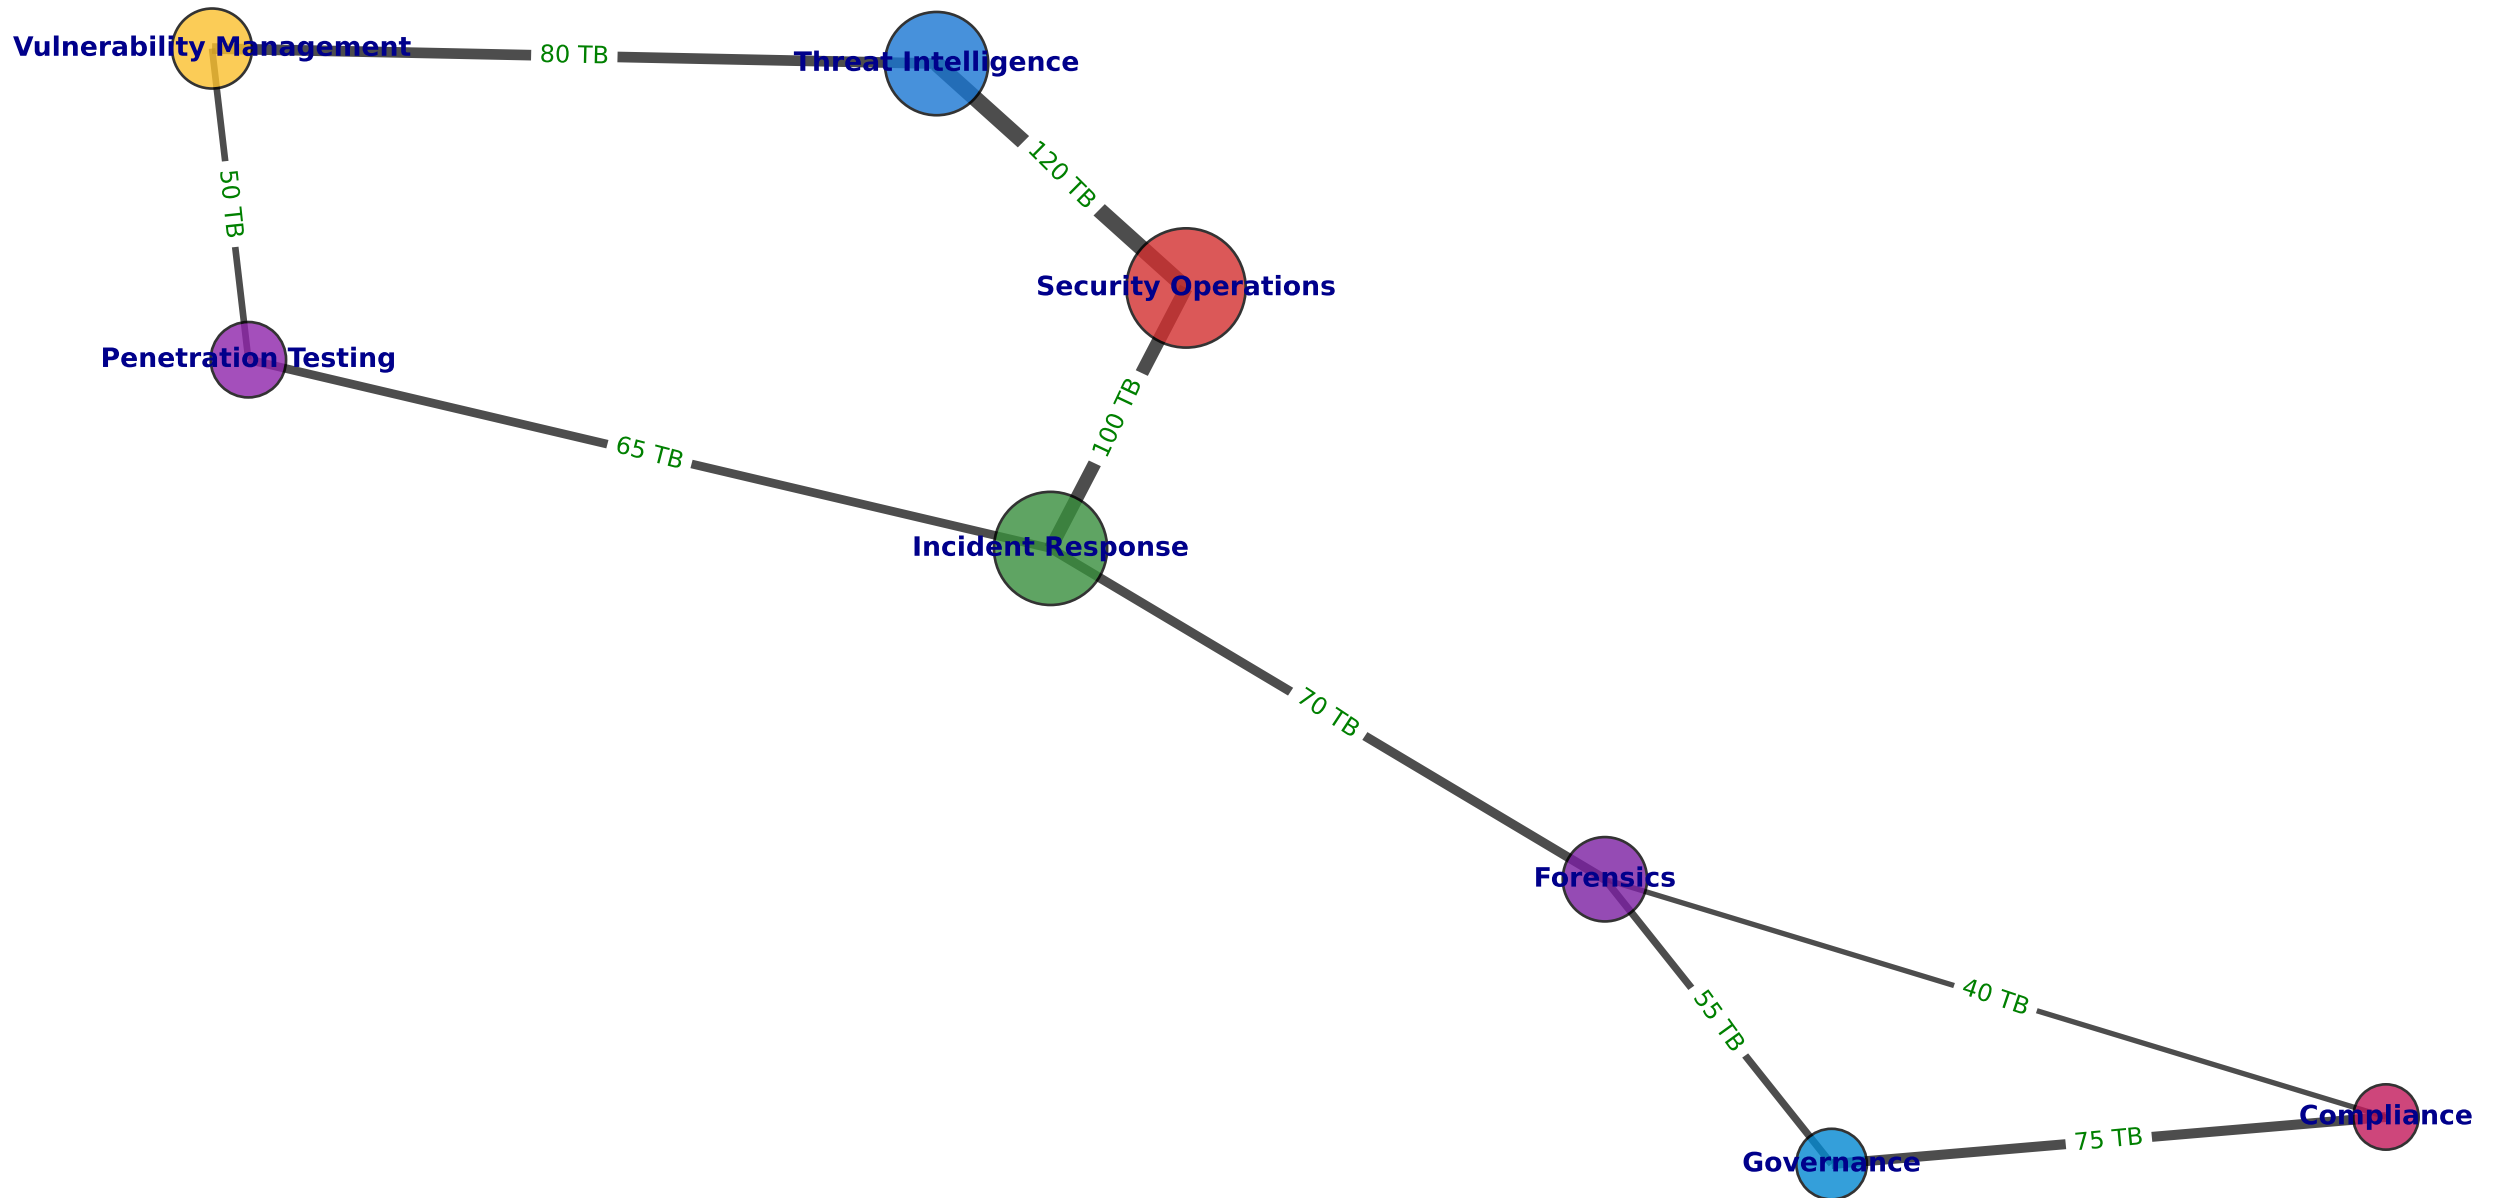 Vulnerability Management
80 TB
Threat Intelligence
120 TB
50 TB
Security Operations
Penetration Testing
100 TB
65 TB
Incident Response
70 TB
Forensics
40 TB
55 TB
Compliance
75 TB
Governance